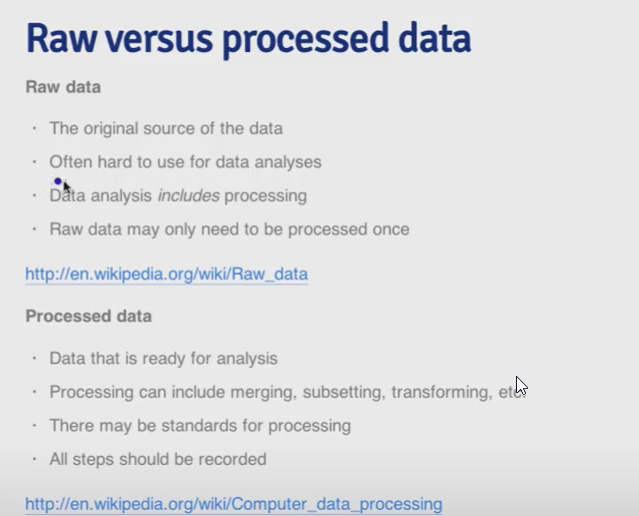 Raw versus processed data
Raw data
· The original source of the data
· Often hard to use for data analyses
· Data analysis includes processing
· Raw data may only need to be processed once
http://en.wikipedia.org/wiki/Raw_data
Processed data
· Data that is ready for analysis
· Processing can include merging, subsetting, transforming, etc.
· There may be standards for processing
· All steps should be recorded
http://en.wikipedia.org/wiki/Computer_data_processing